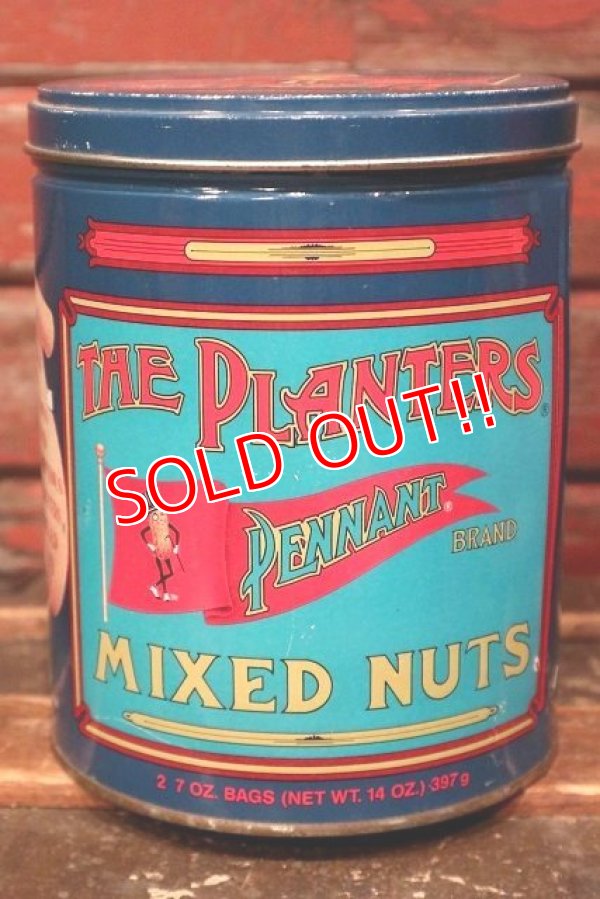 THE PLANTERS®
SOLD OUT!!
PENNANT®
BRAND
MIXED NUTS
2 7 OZ. BAGS (NET WT. 14 OZ.) 397g